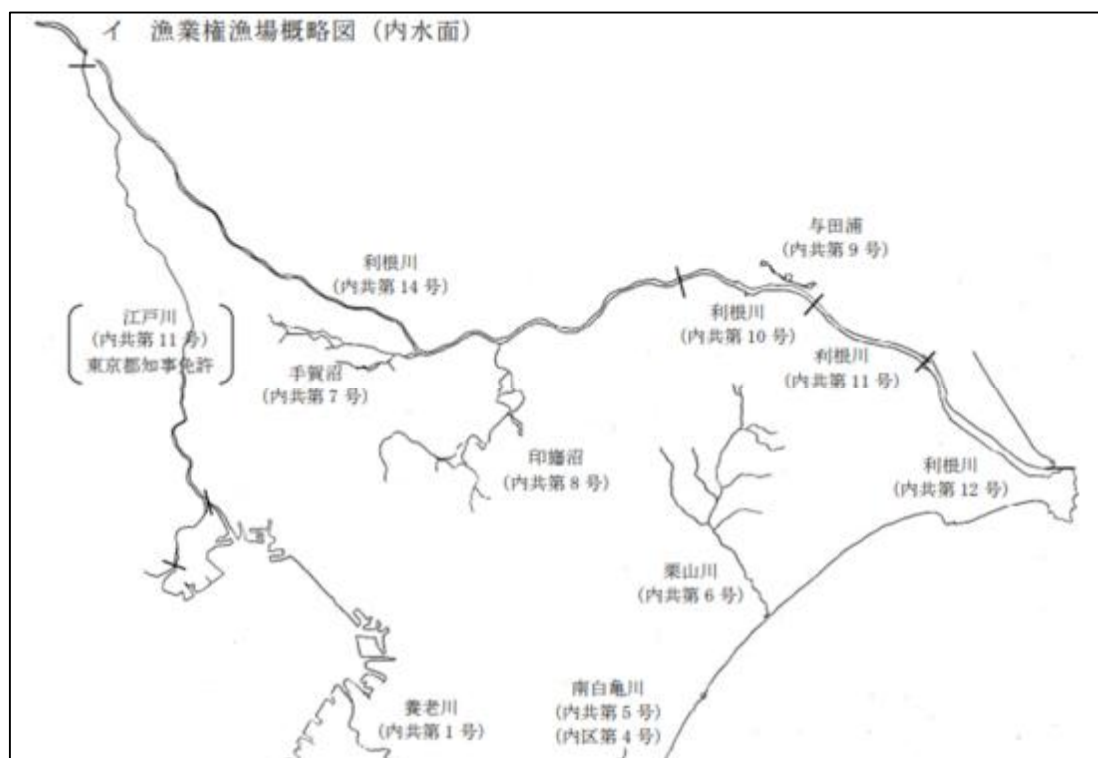 イ 漁業権漁場概略図(内水面)
与田浦
(内共第9号)
利根川
(内共第14号)
江戸川
(内共第11号)
東京都知事免許
利根川
(内共第10号)
利根川
(内共第11号)
手賀沼
(内共第7号)
印旛沼
(内共第8号)
利根川
(内共第12号)
栗山川
(内共第6号)
南白亀川
(内共第5号)
(内区第4号)
養老川
(内共第1号)